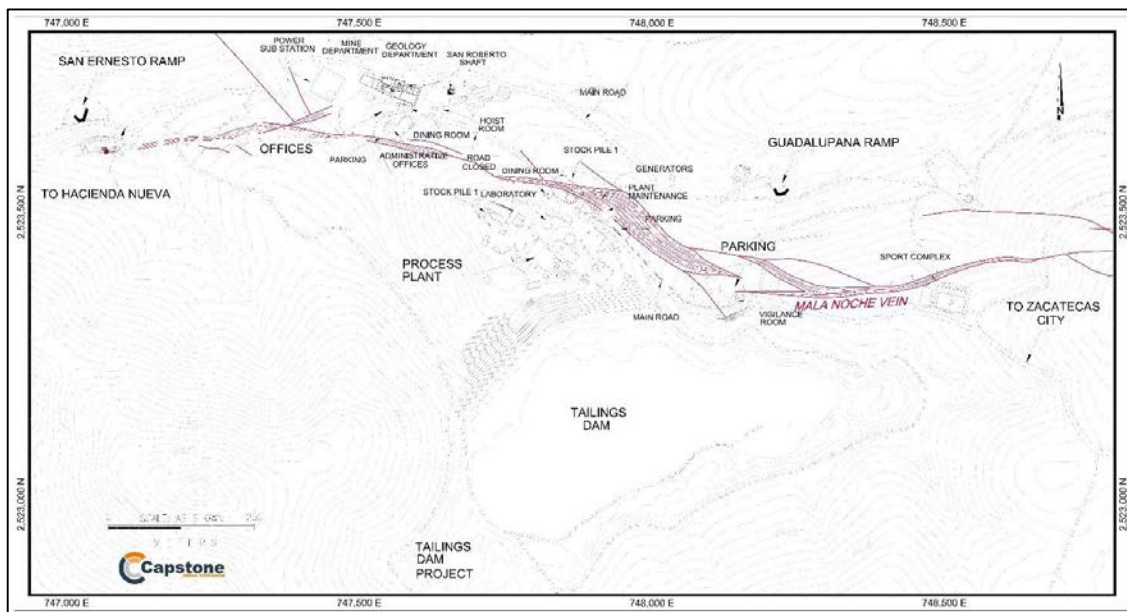 747,000 E
747,500 E
748,000 E
748,500 E
POWER
SUB STATION
MINE
DEPARTMENT
GEOLOGY
DEPARTMENT
SAN ROBERTO
SHAFT
SAN ERNESTO RAMP
MAIN ROAD
N
HOIST
ROOM
DINING ROOM
OFFICES
PARKING
ADMINISTRATIVE
OFFICES
ROAD
CLOSED
STOCK PILE 1
GUADALUPANA RAMP
DINING ROOM
GENERATORS
TO HACIENDA NUEVA
STOCK PILE 1
LABORATORY
PLANT
MAINTENANCE
2,523,500 N
2,523,500 N
PARKING
PARKING
SPORT COMPLEX
PROCESS
PLANT
MALA NOCHE VEIN
TO ZACATECAS
CITY
MAIN ROAD
VIGILANCE
ROOM
TAILINGS
DAM
2,523,000 N
2,523,000 N
METERS
Capstone
TAILINGS
DAM
PROJECT
747,000 E
747,500 E
748,000 E
748,500 E